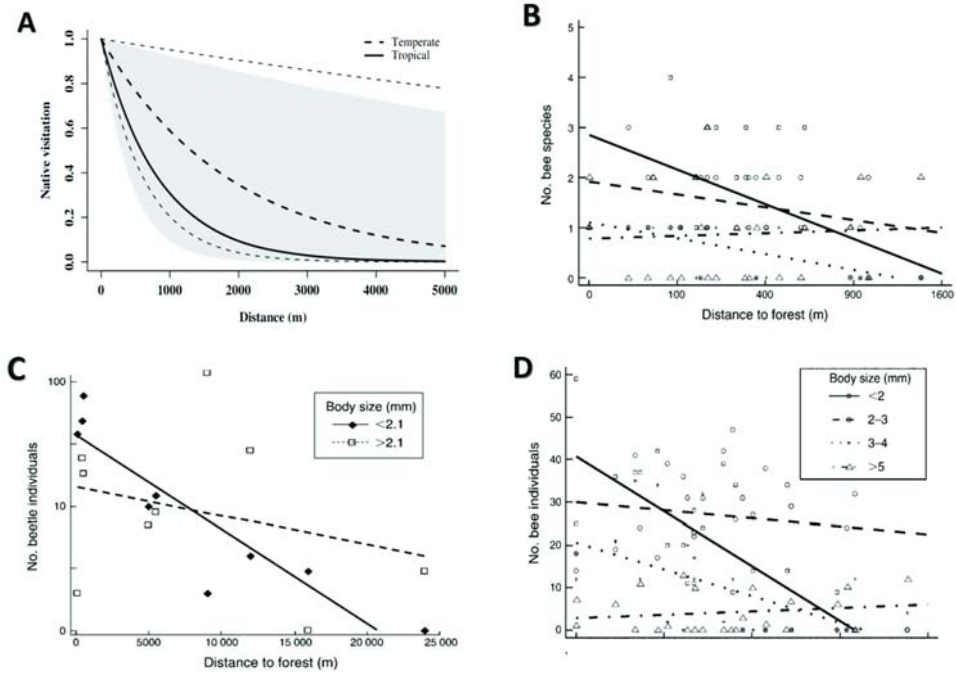 A
Native visitation
1.0
0.8
0.6
0.4
0.2
0.0
Temperate
Tropical
0 1000 2000 3000 4000 5000
Distance (m)
B
No. bee species
5
4
3
2
1
0
0 100 400 900 1600
Distance to forest (m)
C
No. beetle individuals
100
10
0
Body size (mm)
<2.1
>2.1
0 5000 10 000 15 000 20 000 25 000
Distance to forest (m)
D
No. bee individuals
60
50
40
30
20
10
0
Body size (mm)
<2
2–3
3–4
>5